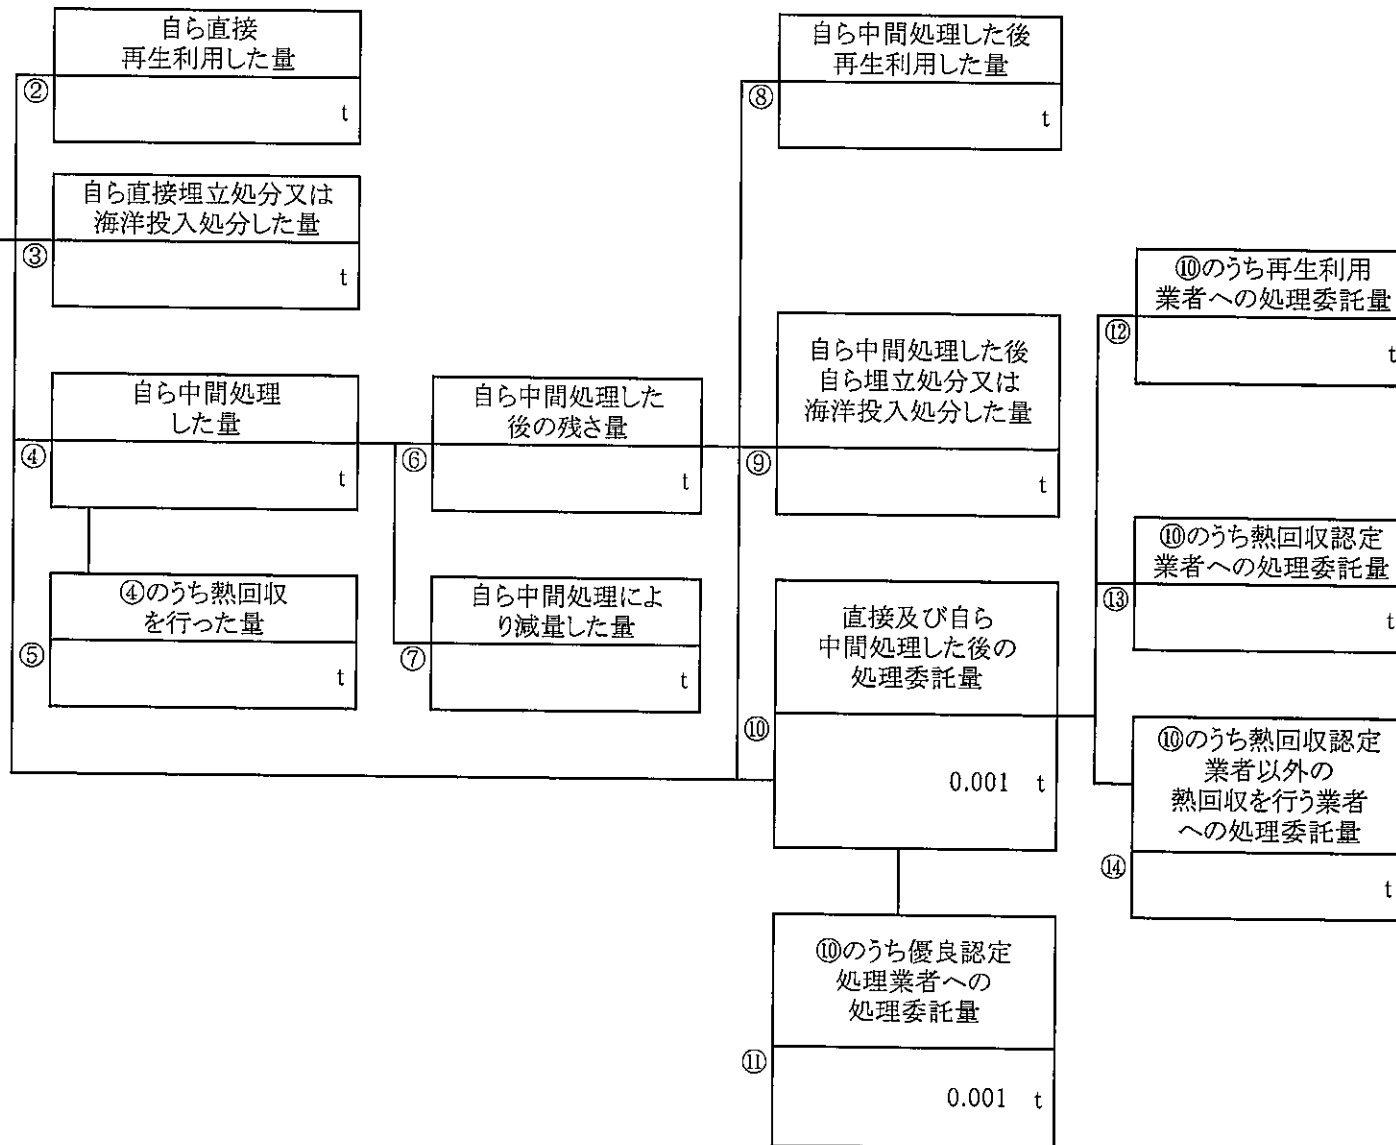 自ら直接
再生利用した量
②
t
自ら直接埋立処分又は
海洋投入処分した量
③
t
自ら中間処理
した量
④
t
④のうち熱回収
を行った量
⑤
t
自ら中間処理した
後の残さ量
⑥
t
自ら中間処理によ
り減量した量
⑦
t
自ら中間処理した後
再生利用した量
⑧
t
自ら中間処理した後
自ら埋立処分又は
海洋投入処分した量
⑨
t
直接及び自ら
中間処理した後の
処理委託量
⑩
0.001 t
⑩のうち優良認定
処理業者への
処理委託量
⑪
0.001 t
⑩のうち再生利用
業者への処理委託量
⑫
t
⑩のうち熱回収認定
業者への処理委託量
⑬
t
⑩のうち熱回収認定
業者以外の
熱回収を行う業者
への処理委託量
⑭
t